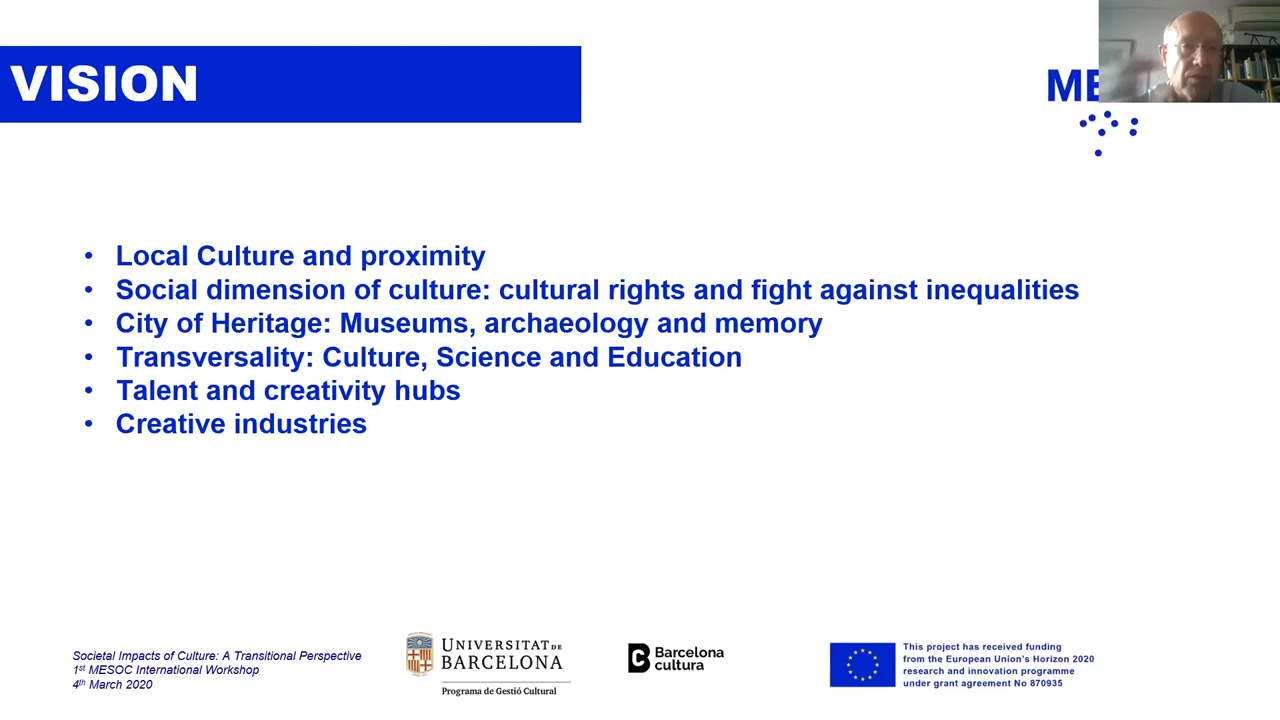 VISION
ME
• Local Culture and proximity
• Social dimension of culture: cultural rights and fight against inequalities
• City of Heritage: Museums, archaeology and memory
• Transversality: Culture, Science and Education
• Talent and creativity hubs
• Creative industries
Societal Impacts of Culture: A Transitional Perspective
1st MESOC International Workshop
4th March 2020
UNIVERSITAT DE
BARCELONA
Programa de Gestió Cultural
Barcelona
cultura
This project has received funding
from the European Union's Horizon 2020
research and innovation programme
under grant agreement No 870935